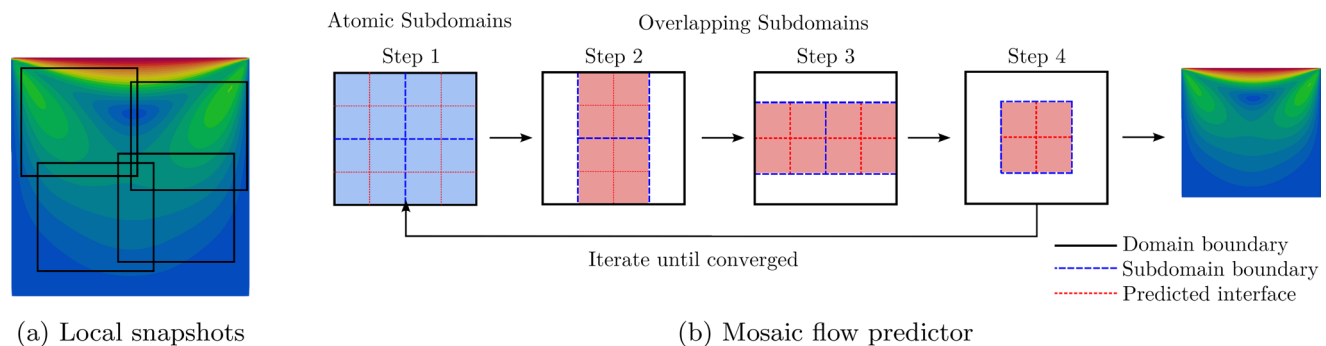 Atomic Subdomains
Overlapping Subdomains
Step 1
Step 2
Step 3
Step 4
Iterate until converged
Domain boundary
Subdomain boundary
Predicted interface
(a) Local snapshots
(b) Mosaic flow predictor